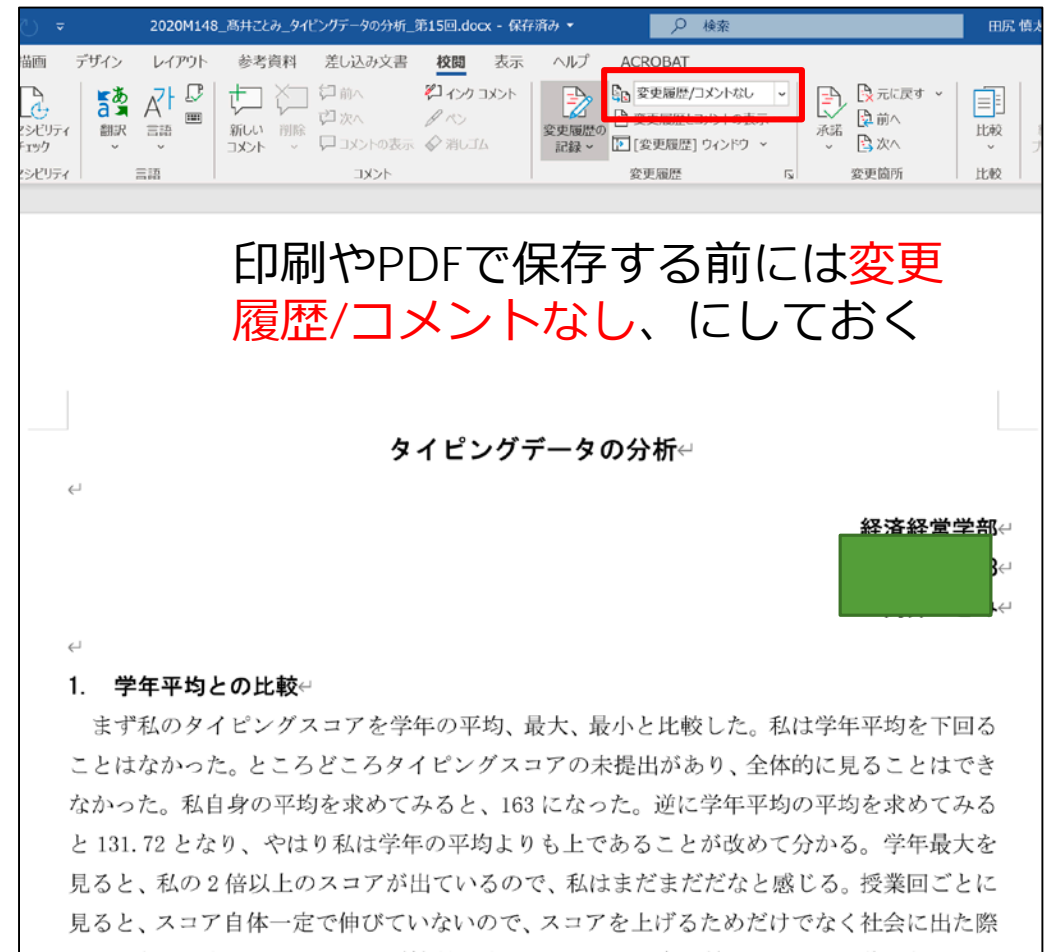 2020M148_髙井ことみ_タイピングデータの分析_第15回.docx - 保存済み
検索
田尻 慎太
描画 デザイン レイアウト 参考資料 差し込み文書 校閲 表示 ヘルプ ACROBAT
翻訳
言語
言語
新しい
コメント
削除
前へ
次へ
コメントの表示
インク コメント
ペン
消しゴム
コメント
変更履歴の
記録
変更履歴/コメントなし
変更履歴とコメントの表示
[変更履歴] ウィンドウ
変更履歴
承諾
元に戻す
前へ
次へ
変更箇所
比較
比較
印刷やPDFで保存する前には変更
履歴/コメントなし、にしておく
タイピングデータの分析
経済経営学部
1. 学年平均との比較
まず私のタイピングスコアを学年の平均、最大、最小と比較した。私は学年平均を下回る
ことはなかった。ところどころタイピングスコアの未提出があり、全体的に見ることはでき
なかった。私自身の平均を求めてみると、163 になった。逆に学年平均の平均を求めてみる
と 131.72 となり、やはり私は学年の平均よりも上であることが改めて分かる。学年最大を
見ると、私の 2 倍以上のスコアが出ているので、私はまだまだだなと感じる。授業回ごとに
見ると、スコア自体一定で伸びていないので、スコアを上げるためだけでなく社会に出た際